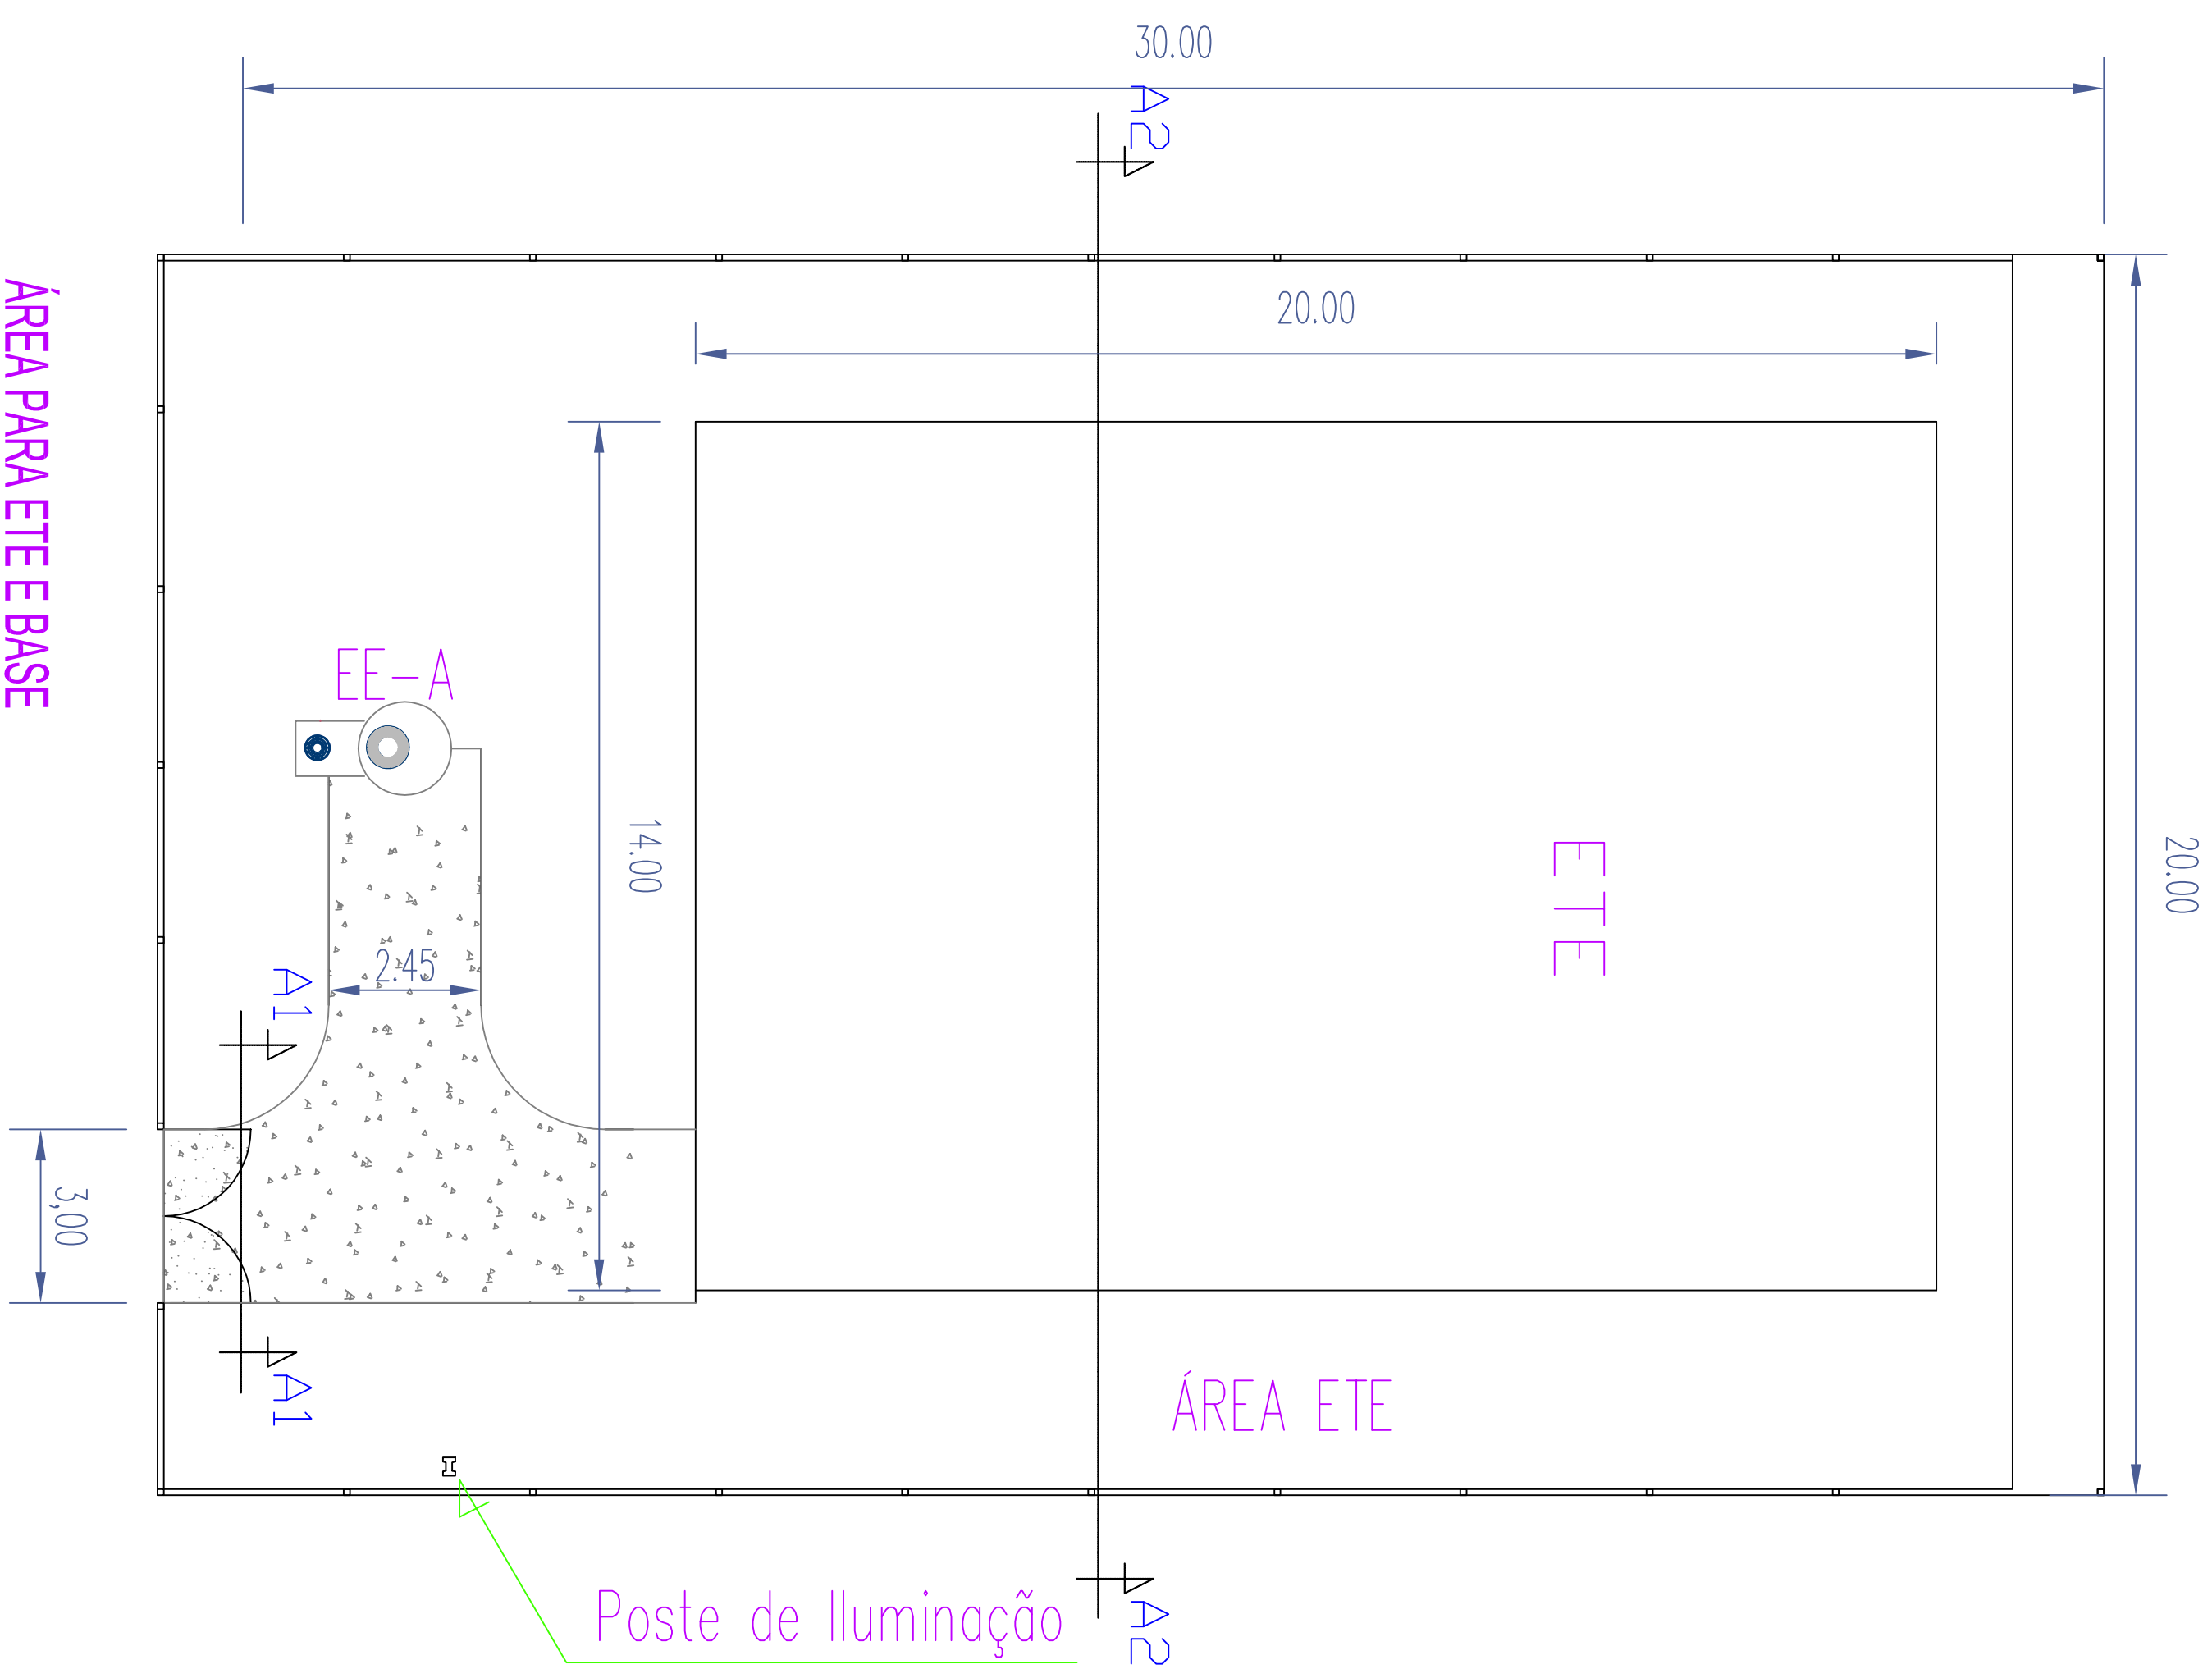 30.00
A2
20.00
ÁREA PARA ETE E BASE
EE-A
14.00
ETE
20.00
2.45
A1
3,00
A1
ÁREA ETE
Poste de Iluminação
A2